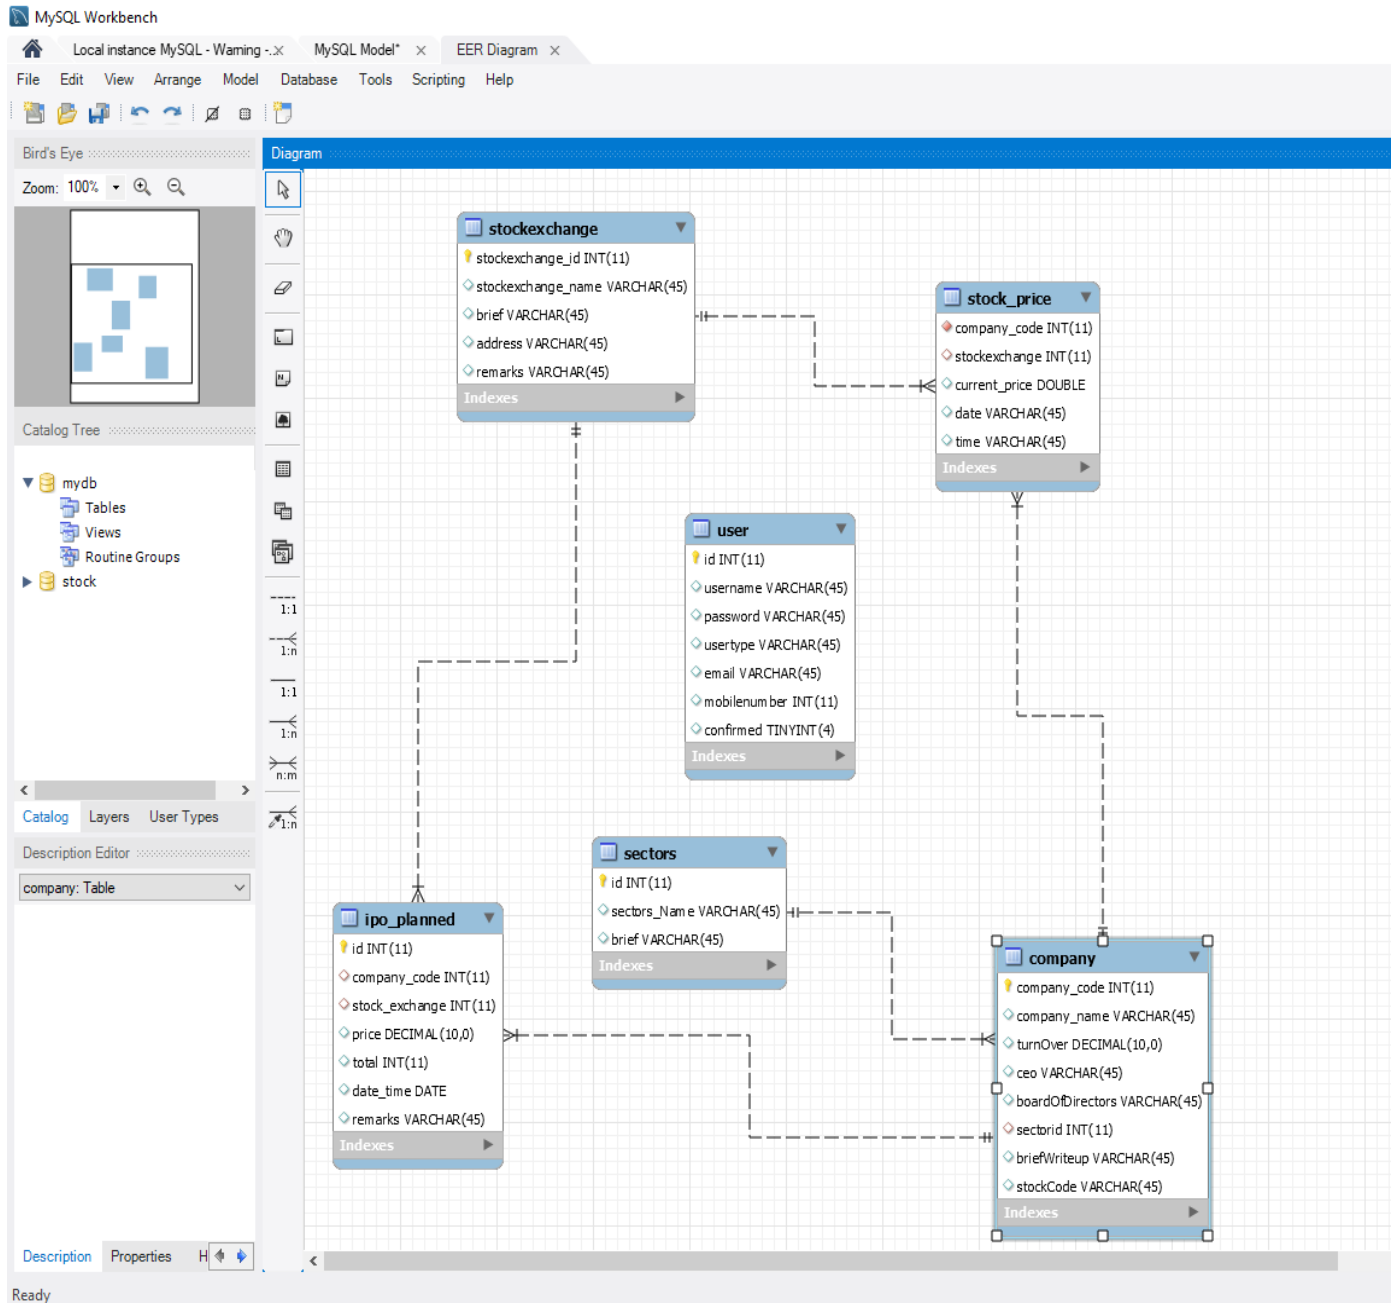 MySQL Workbench
Local instance MySQL - Warning -.. x
MySQL Model* x
EER Diagram x
File Edit View Arrange Model Database Tools Scripting Help
Bird's Eye
Zoom: 100%
Catalog Tree
mydb
Tables
Views
Routine Groups
stock
Catalog Layers User Types
Description Editor
company: Table
Description Properties H
Ready
Diagram
1:1
1:n
1:1
1:n
n:m
1:n
stockexchange
stockexchange_id INT(11)
stockexchange_name VARCHAR(45)
brief VARCHAR(45)
address VARCHAR(45)
remarks VARCHAR(45)
Indexes
stock_price
company_code INT(11)
stockexchange INT(11)
current_price DOUBLE
date VARCHAR(45)
time VARCHAR(45)
Indexes
user
id INT(11)
username VARCHAR(45)
password VARCHAR(45)
usertype VARCHAR(45)
email VARCHAR(45)
mobilenumber INT(11)
confirmed TINYINT(4)
Indexes
sectors
id INT(11)
sectors_Name VARCHAR(45)
brief VARCHAR(45)
Indexes
ipo_planned
id INT(11)
company_code INT(11)
stock_exchange INT(11)
price DECIMAL(10,0)
total INT(11)
date_time DATE
remarks VARCHAR(45)
Indexes
company
company_code INT(11)
company_name VARCHAR(45)
turnOver DECIMAL(10,0)
ceo VARCHAR(45)
boardOfDirectors VARCHAR(45)
sectorid INT(11)
briefWriteup VARCHAR(45)
stockCode VARCHAR(45)
Indexes